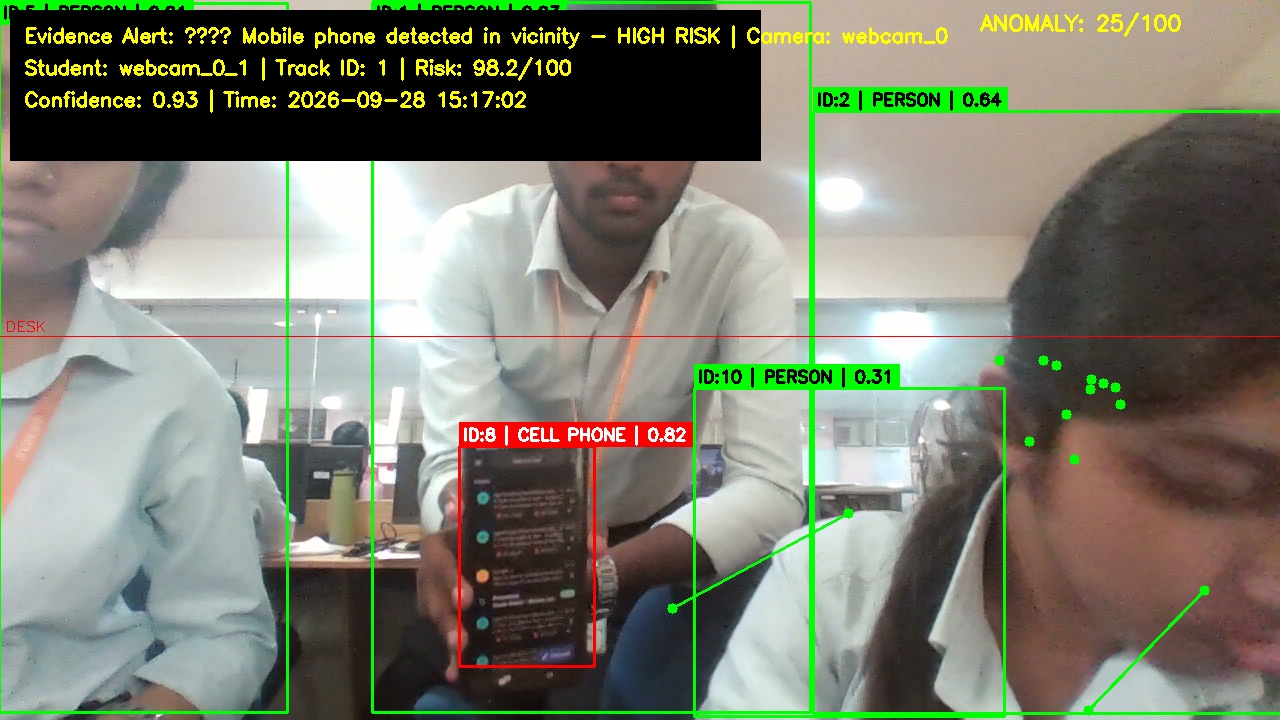 Evidence Alert: ???? Mobile phone detected in vicinity - HIGH RISK | Camera: webcam_0
ANOMALY: 25/100
Student: webcam_0_1 | Track ID: 1 | Risk: 98.2/100
Confidence: 0.93 | Time: 2026-09-28 15:17:02
ID:2 | PERSON | 0.64
DESK
ID:10 | PERSON | 0.31
ID:8 | CELL PHONE | 0.82